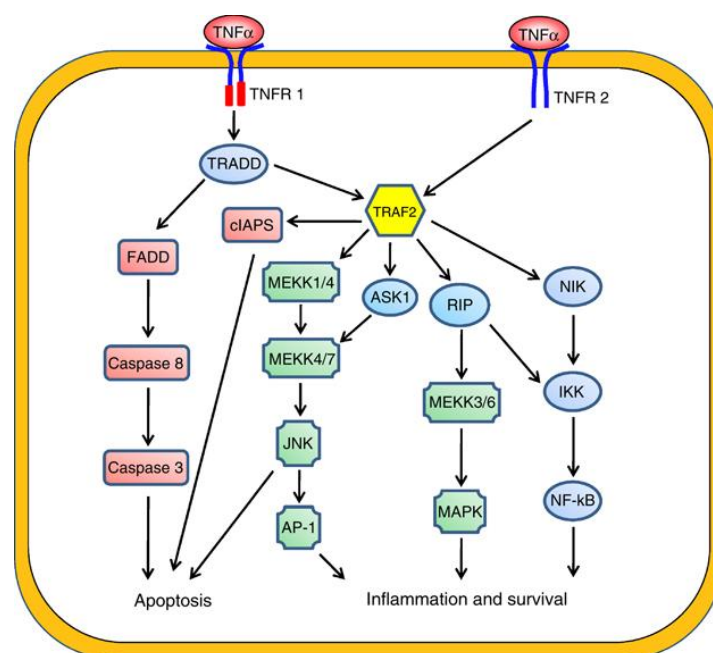 TNFα
TNFα
TNFR 1
TNFR 2
TRADD
TRAF2
cIAPS
FADD
MEKK1/4
ASK1
RIP
NIK
Caspase 8
MEKK4/7
MEKK3/6
IKK
JNK
Caspase 3
AP-1
MAPK
NF-kB
Apoptosis
Inflammation and survival